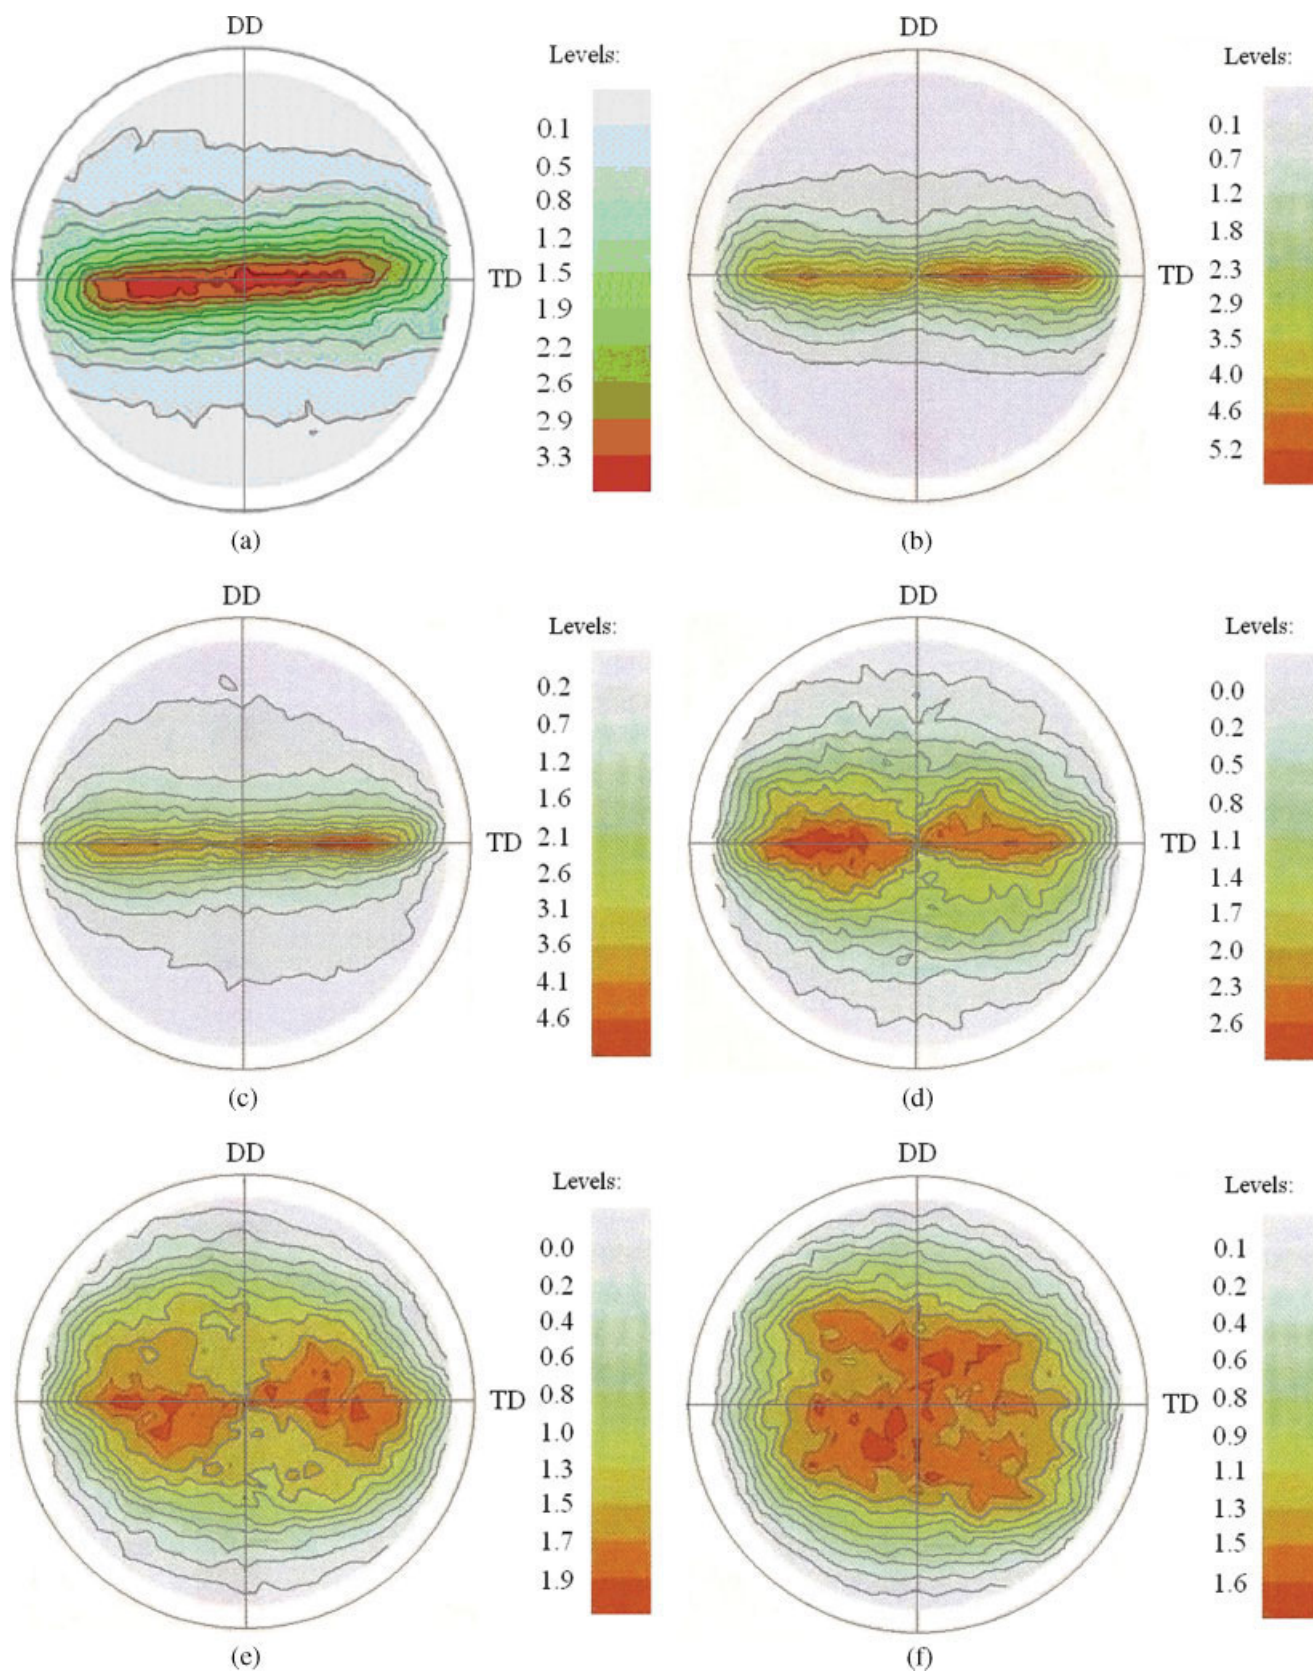 DD
Levels:
0.1
0.5
0.8
1.2
1.5
1.9
2.2
2.6
2.9
3.3
TD
(a)
DD
Levels:
0.1
0.7
1.2
1.8
2.3
2.9
3.5
4.0
4.6
5.2
TD
(b)
DD
Levels:
0.2
0.7
1.2
1.6
2.1
2.6
3.1
3.6
4.1
4.6
TD
(c)
DD
Levels:
0.0
0.2
0.5
0.8
1.1
1.4
1.7
2.0
2.3
2.6
TD
(d)
DD
Levels:
0.0
0.2
0.4
0.6
0.8
1.0
1.3
1.5
1.7
1.9
TD
(e)
DD
Levels:
0.1
0.2
0.4
0.6
0.8
0.9
1.1
1.3
1.5
1.6
TD
(f)